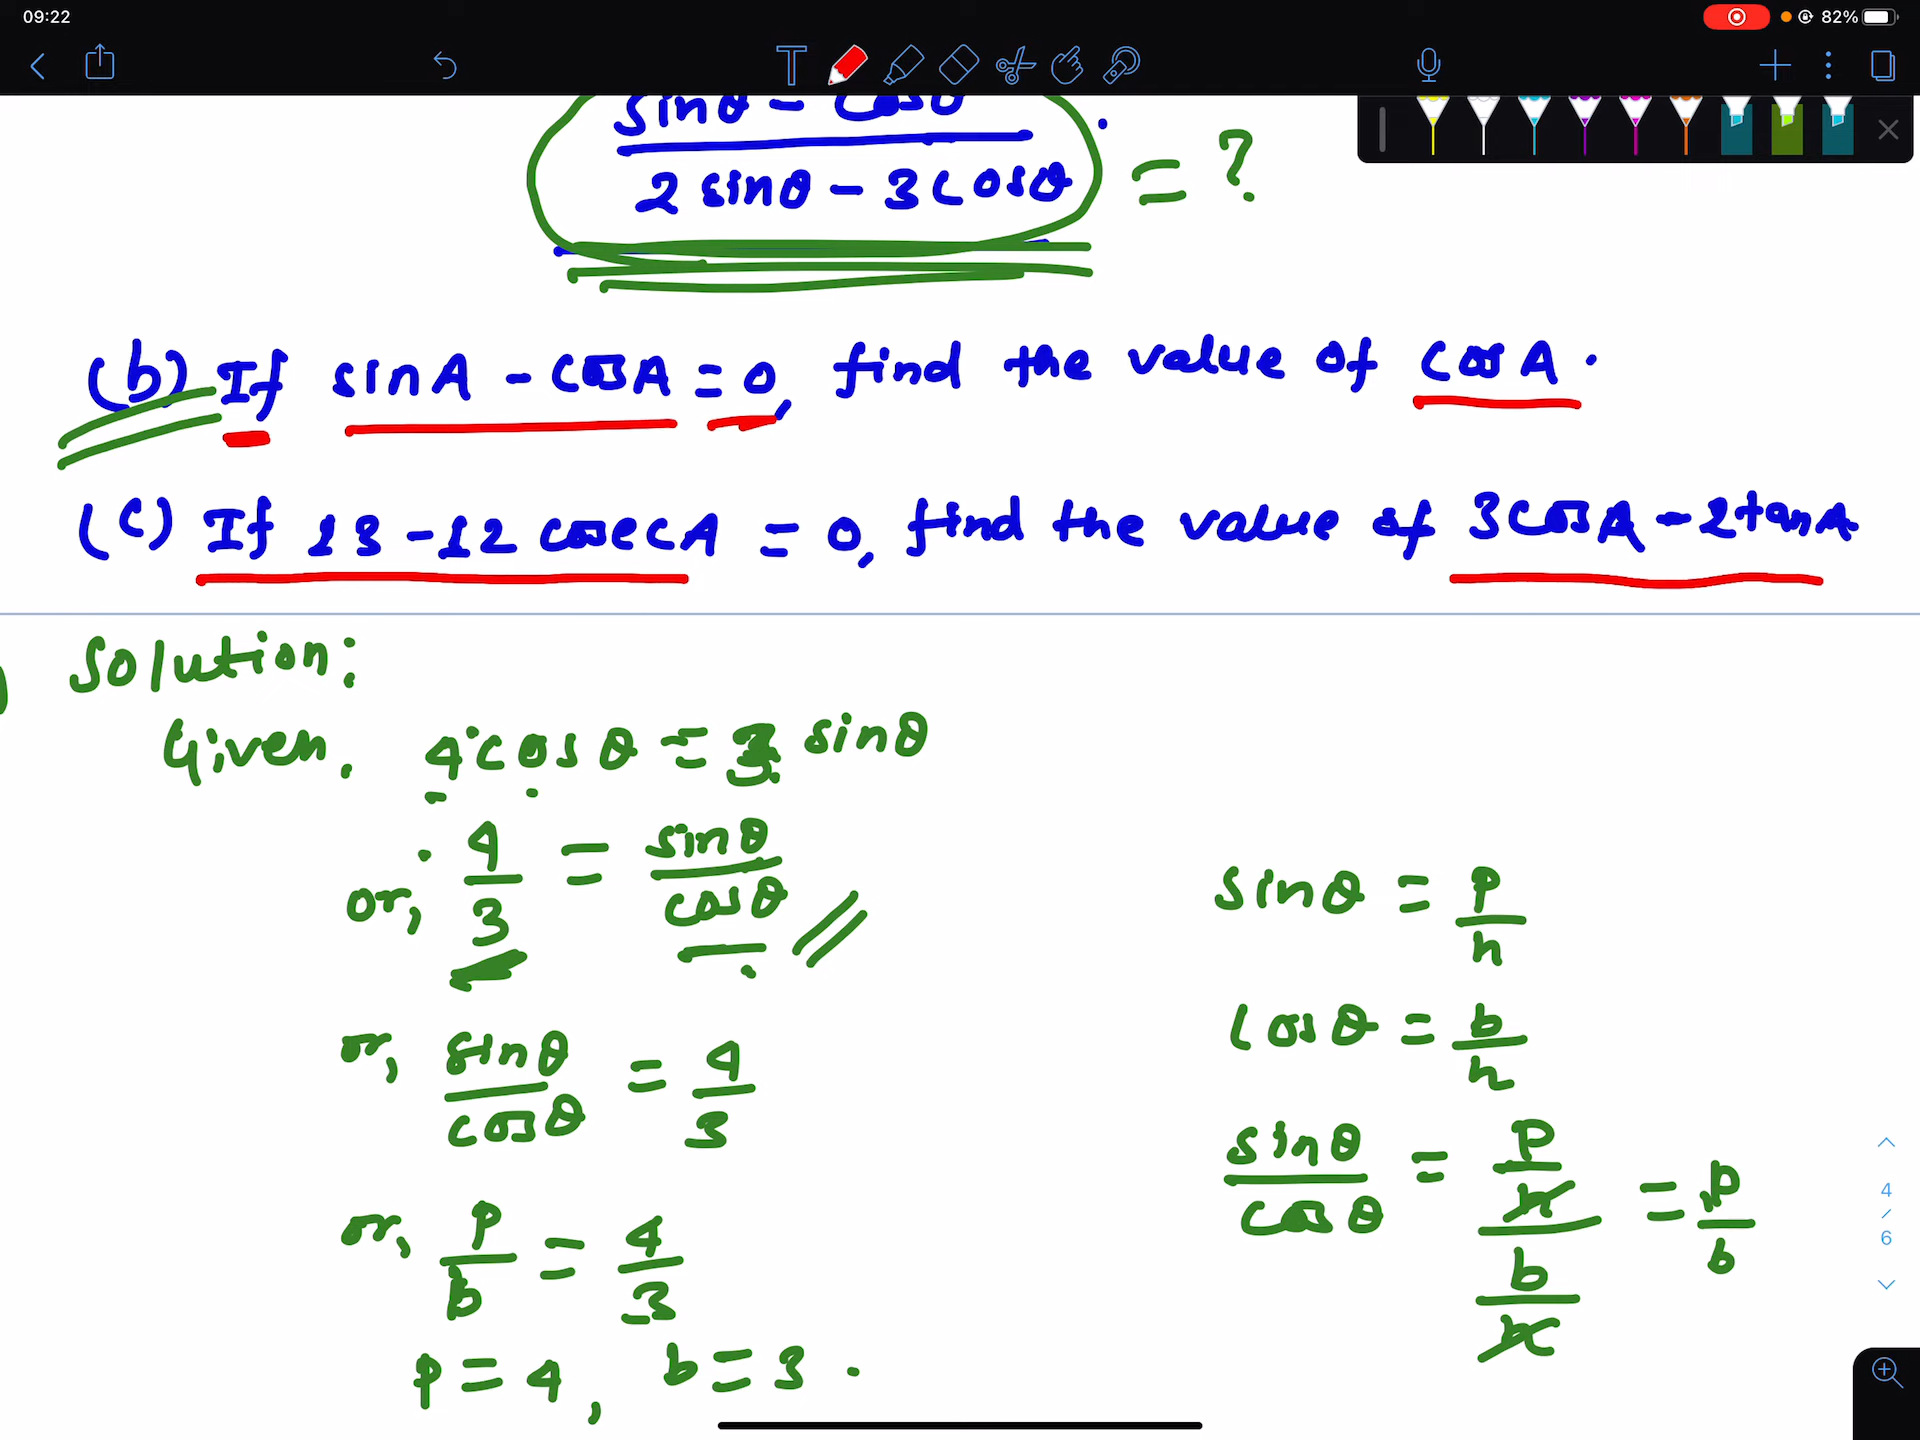 09:22
82%
sinθ - cosθ
2 sinθ - 3 cosθ
= ?
(b) If sinA - cosA = 0, find the value of cosA.
(c) If 13 - 12 cosecA = 0, find the value of 3cosA - 2tanA
Solution:
Given, 4cosθ = 3 sinθ
or, 4/3 = sinθ/cosθ
or, sinθ/cosθ = 4/3
or, p/b = 4/3
p = 4, b = 3.
sinθ = p/h
cosθ = b/h
sinθ/cosθ = p/h / b/h = p/b
4
/
6